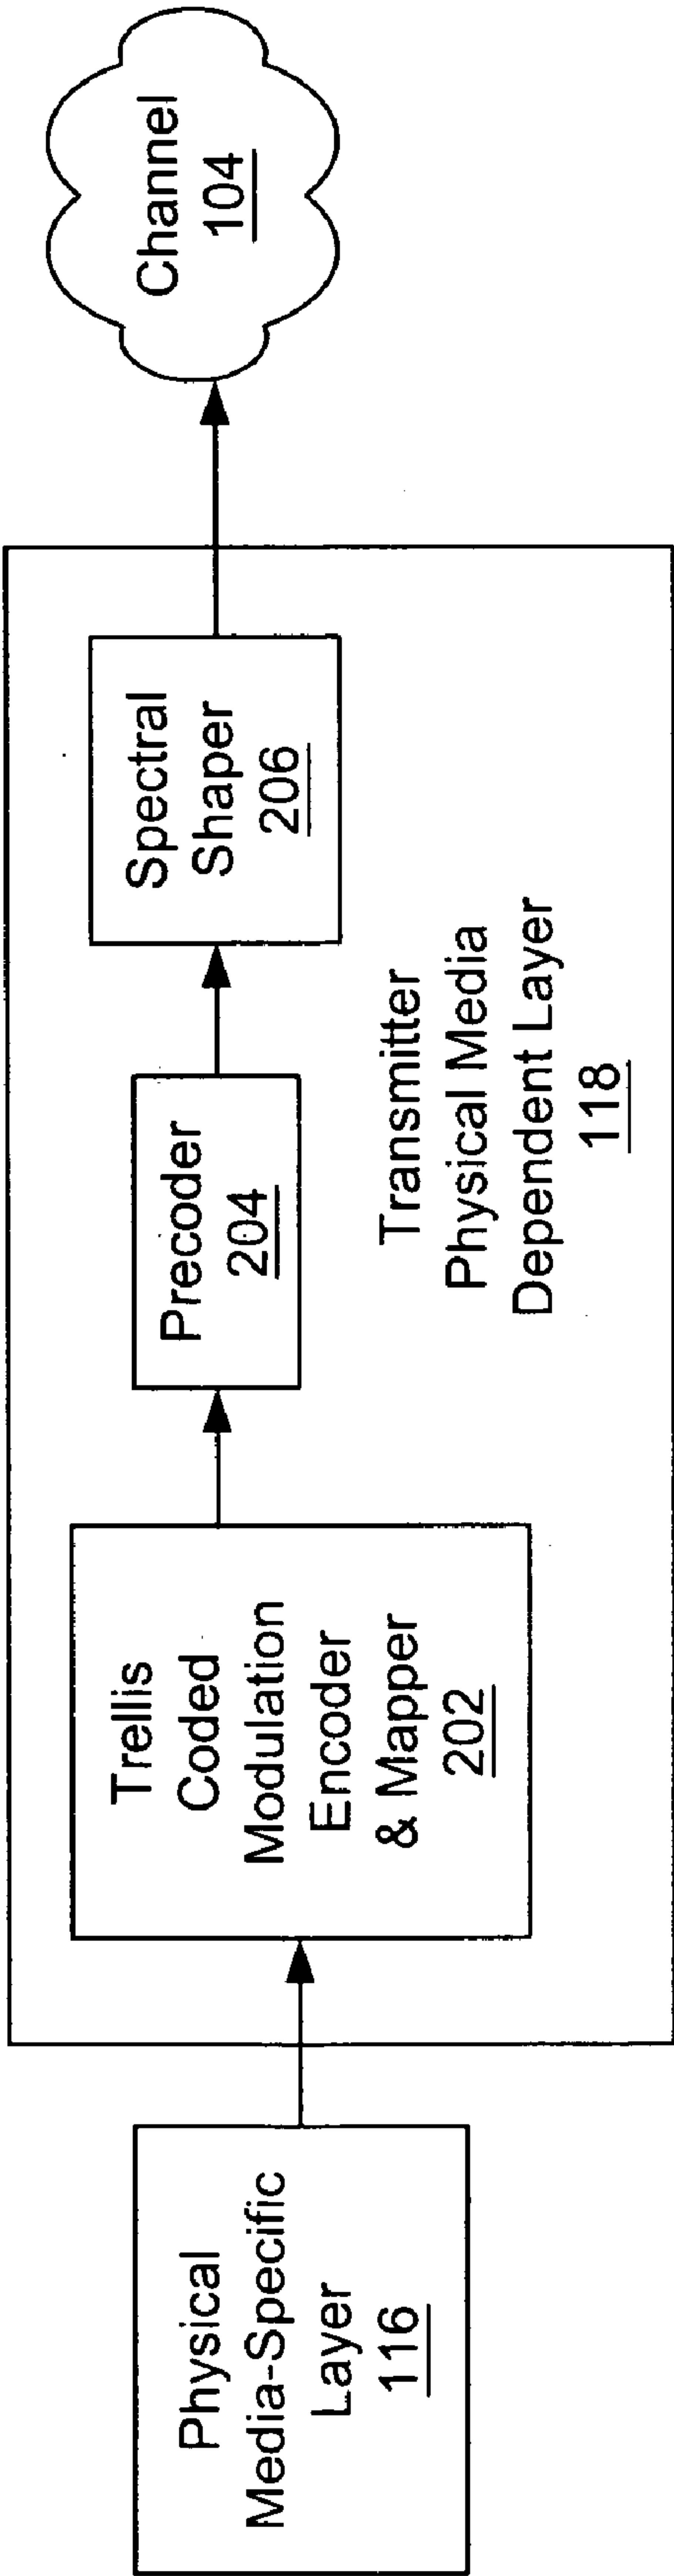 Physical
Media-Specific
Layer
116
Trellis
Coded
Modulation
Encoder
& Mapper
202
Precoder
204
Spectral
Shaper
206
Transmitter
Physical Media
Dependent Layer
118
Channel
104